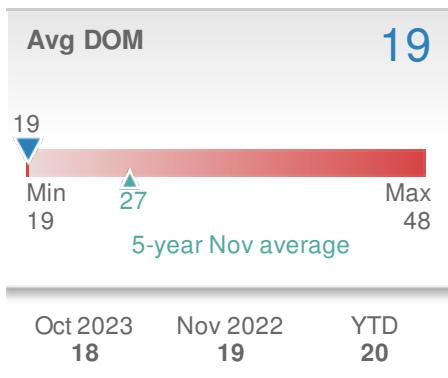 Avg DOM 19
19
Min Max
19 27 48
5-year Nov average
Oct 2023 Nov 2022 YTD
18 19 20